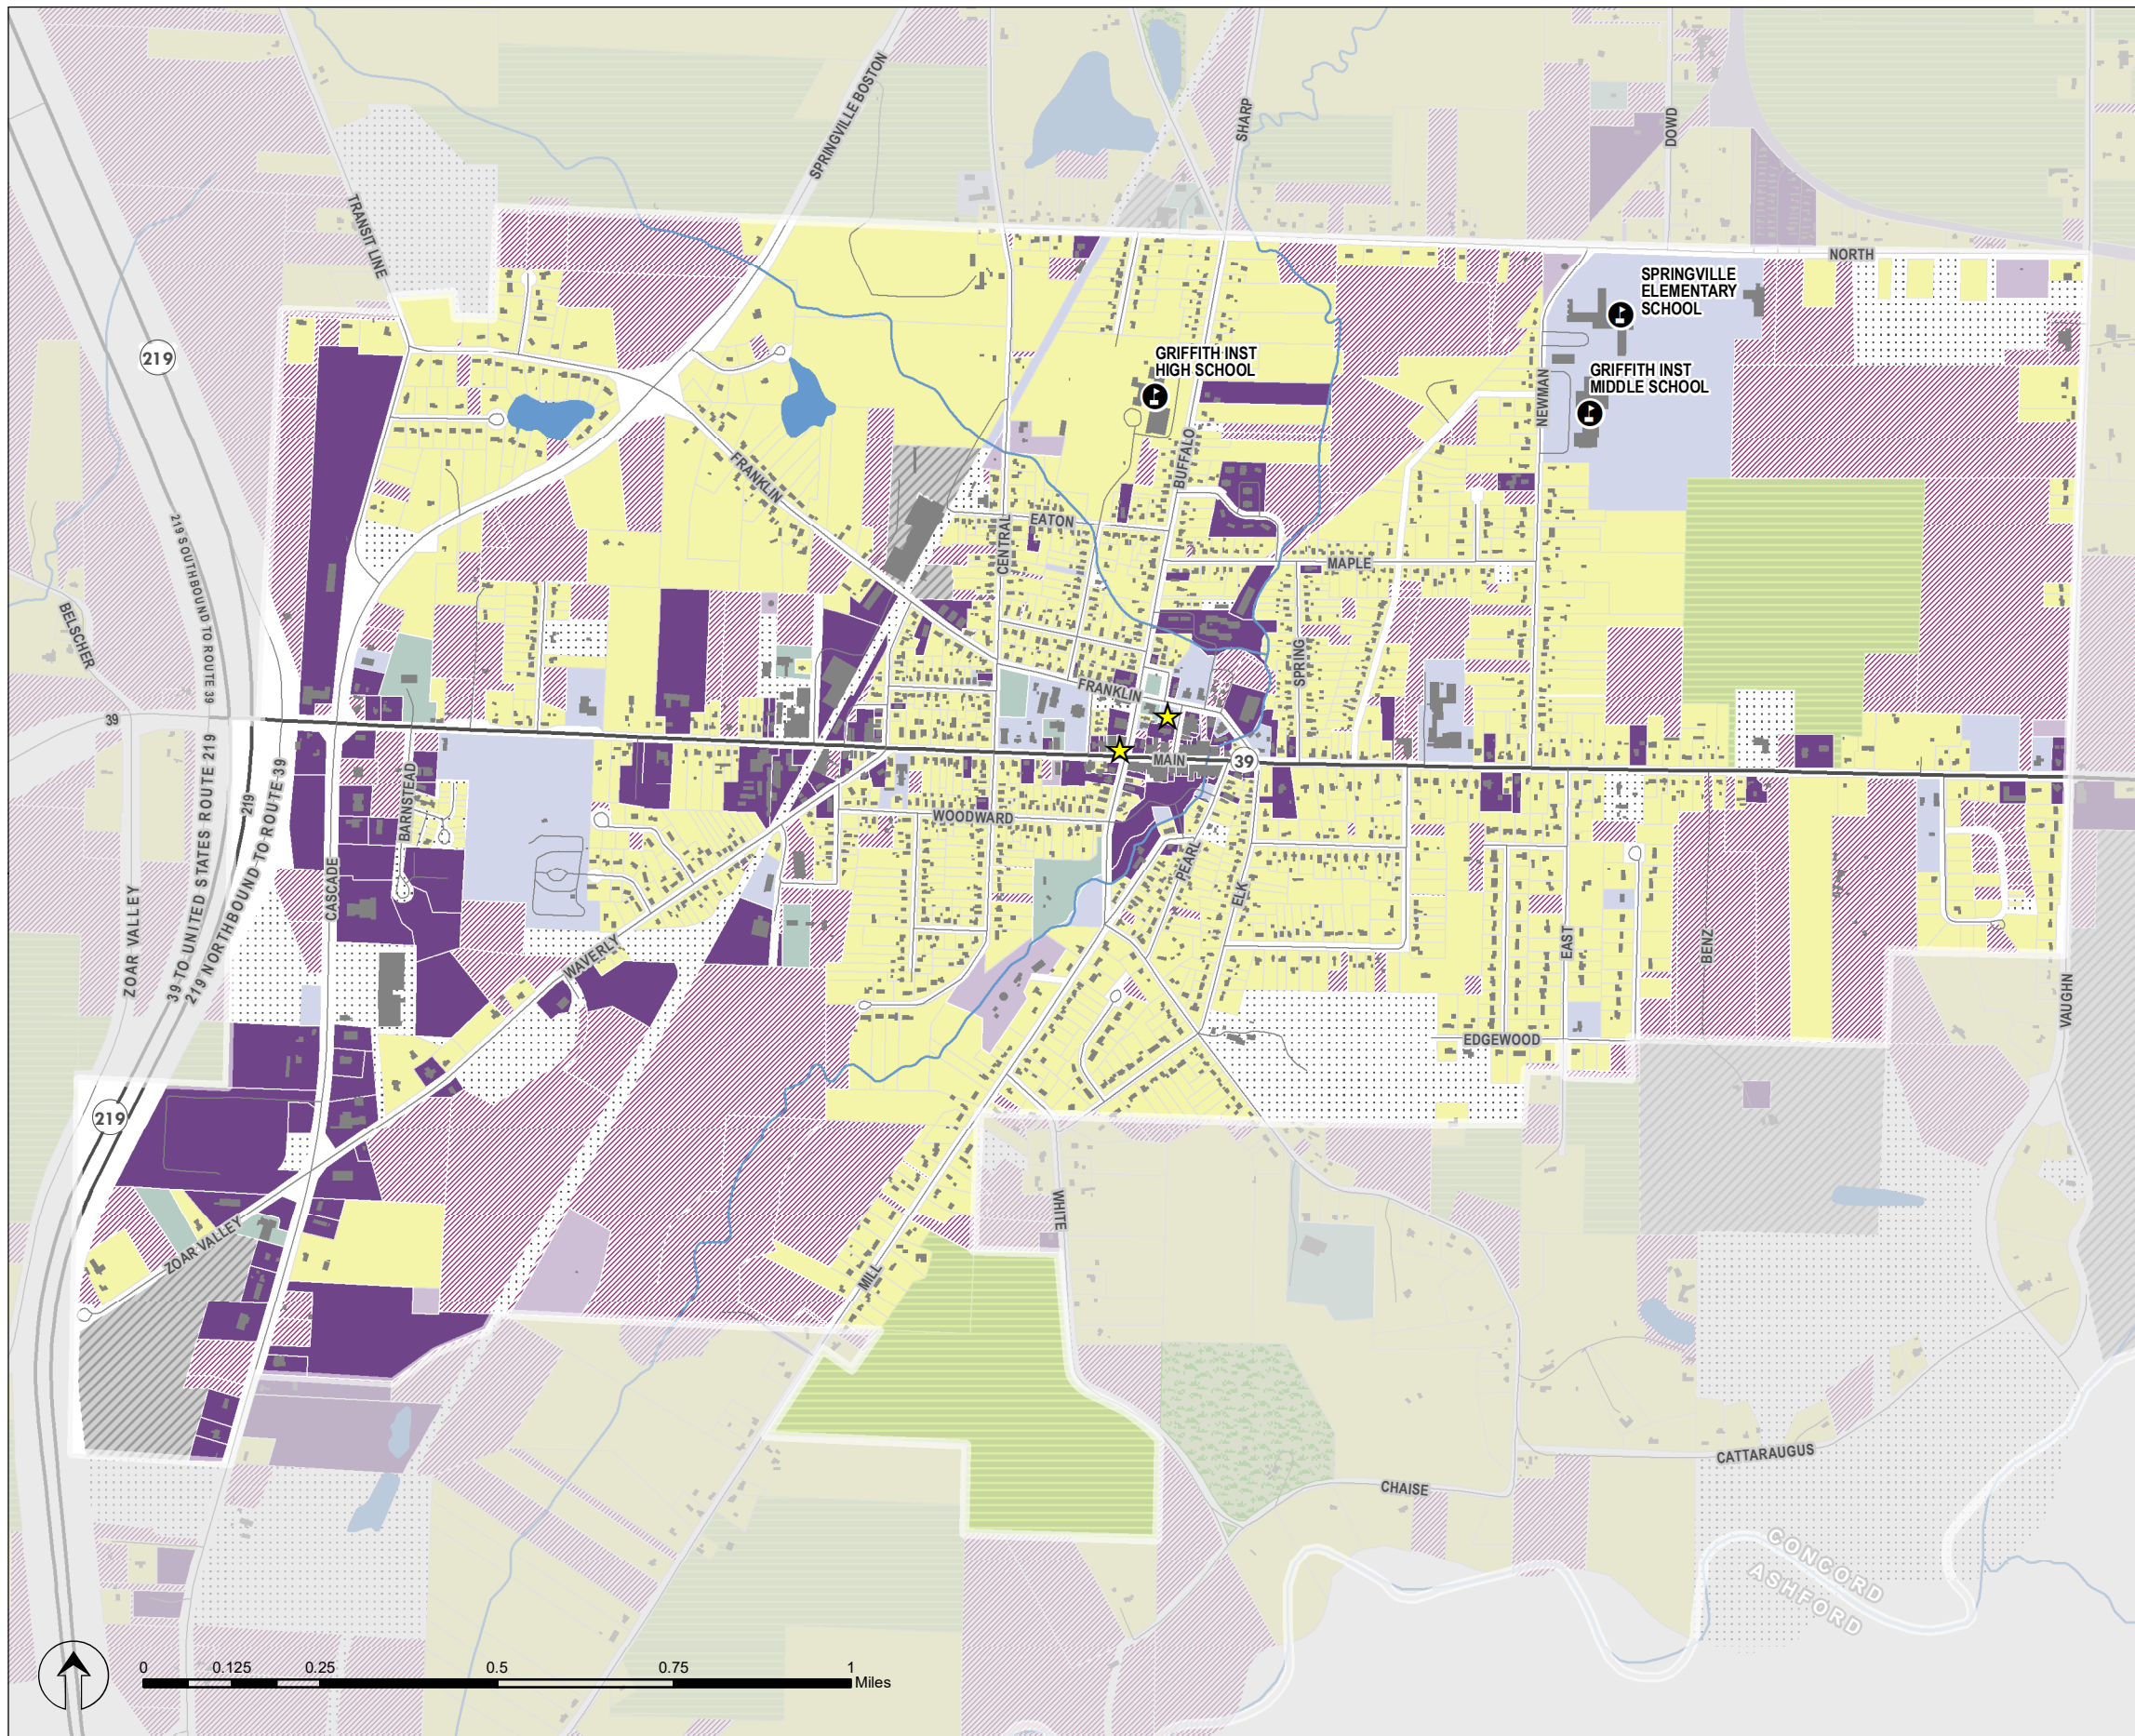 SPRINGVILLE BOSTON
SHARP
DOWD
TRANSIT LINE
NORTH
SPRINGVILLE
ELEMENTARY
SCHOOL
219
GRIFFITH INST
HIGH SCHOOL
GRIFFITH INST
MIDDLE SCHOOL
NEWMAN
BUFFALO
FRANKLIN
EATON
CENTRAL
MAPLE
219 SOUTHBOUND TO ROUTE 39
BELSCHER
SPRING
FRANKLIN
39
MAIN
39
39 TO UNITED STATES ROUTE 219
219
219 NORTHBOUND TO ROUTE 39
BARNSTEAD
WOODWARD
PEARL
ELK
CASCADE
ZOAR VALLEY
WAVERLY
EAST
BENZ
VAUGHN
EDGEWOOD
219
WHITE
ZOAR VALLEY
MILL
CATTARAUGUS
CHAISE
CONCORD
ASHFORD
0 0.125 0.25 0.5 0.75 1
Miles